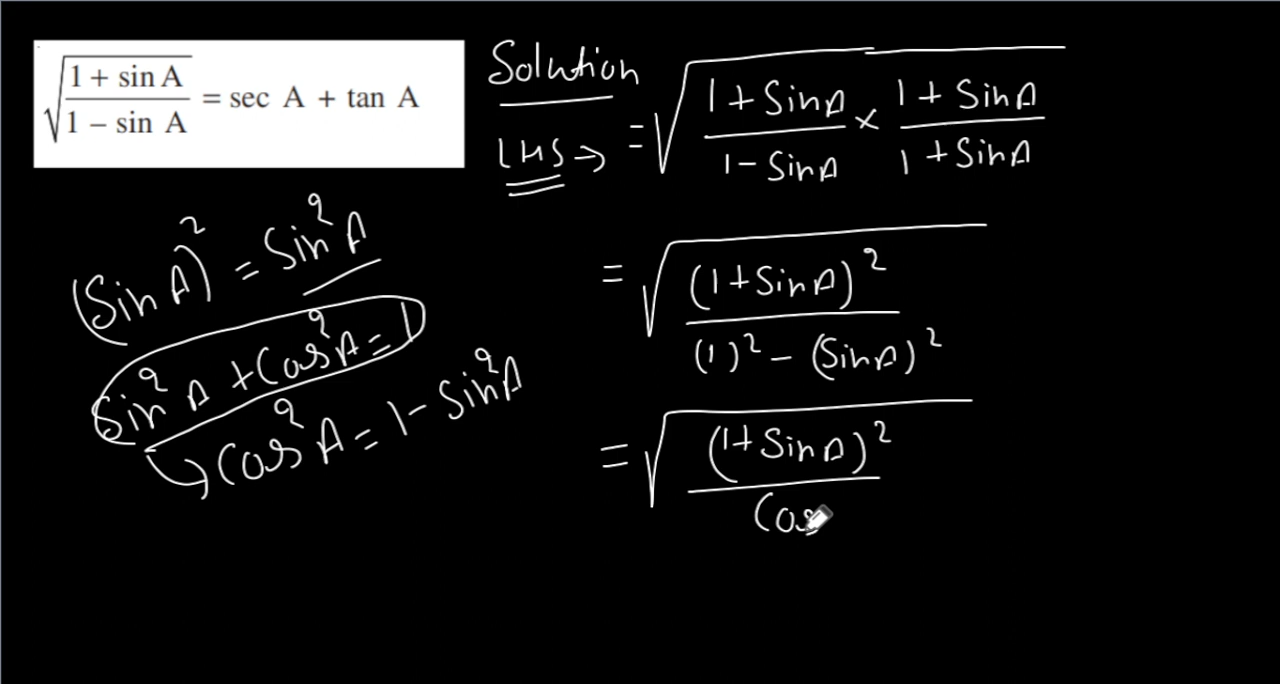 √((1 + sin A)/(1 − sin A)) = sec A + tan A
Solution
LHS → = √((1+SinA)/(1-SinA) × (1+SinA)/(1+SinA))
= √((1+SinA)²/((1)²-(SinA)²))
= √((1+SinA)²/Cos
(SinA)² = Sin²A
Sin²A + Cos²A = 1
↪ Cos²A = 1- Sin²A